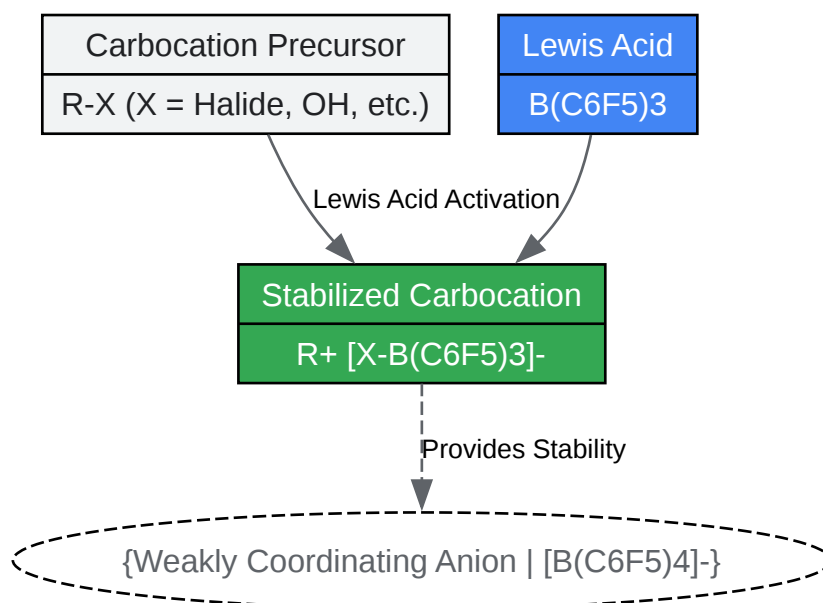 Carbocation Precursor
R-X (X = Halide, OH, etc.)
Lewis Acid
B(C6F5)3
Lewis Acid Activation
Stabilized Carbocation
R+ [X-B(C6F5)3]-
Provides Stability
{Weakly Coordinating Anion | [B(C6F5)4]-}